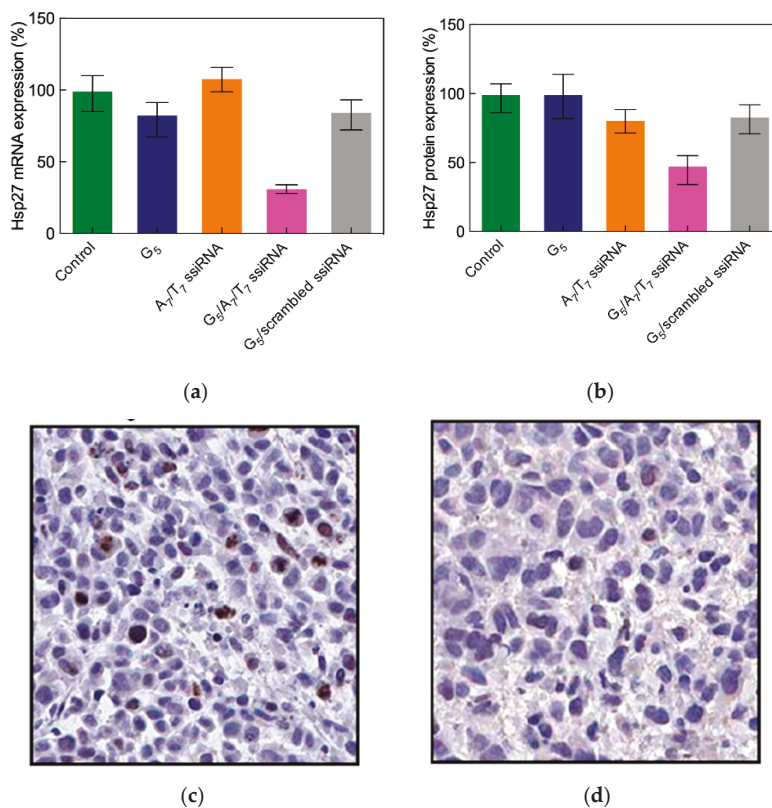 150
100
50
0
Hsp27 mRNA expression (%)
Control
G₅
A₇/T₇ ssiRNA
G₅/A₇/T₇ ssiRNA
G₅/scrambled ssiRNA
(a)
150
100
50
0
Hsp27 protein expression (%)
Control
G₅
A₇/T₇ ssiRNA
G₅/A₇/T₇ ssiRNA
G₅/scrambled ssiRNA
(b)
(c)
(d)